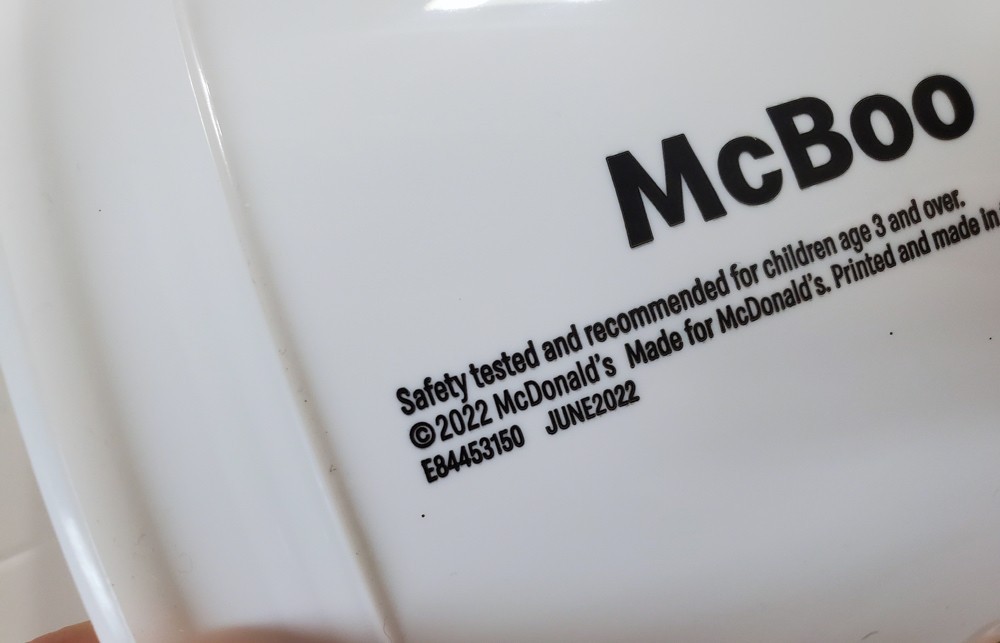 McBoo
Safety tested and recommended for children age 3 and over.
©2022 McDonald's Made for McDonald's. Printed and made in
E84453150 JUNE2022